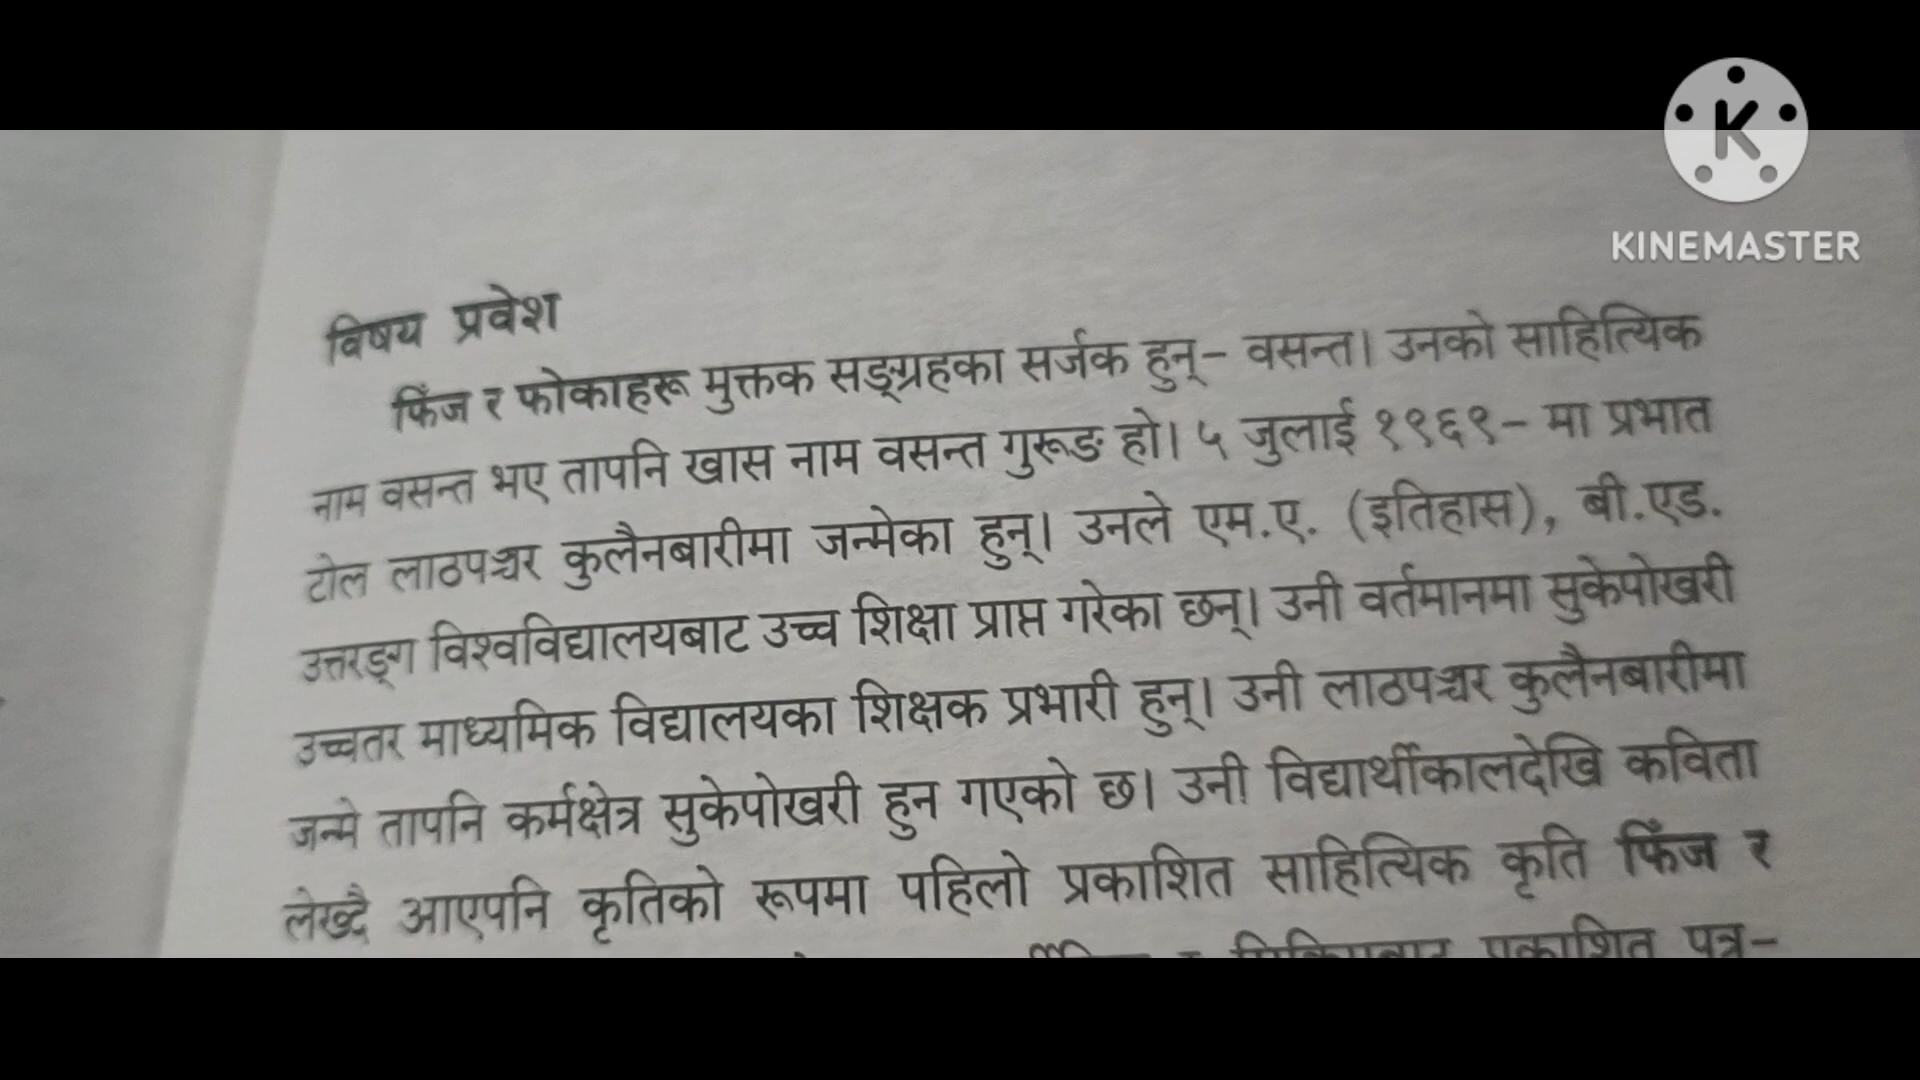 KINEMASTER
विषय प्रवेश
फिँज र फोकाहरू मुक्तक सङ्ग्रहका सर्जक हुन्- वसन्त। उनको साहित्यिक
नाम वसन्त भए तापनि खास नाम वसन्त गुरूङ हो। ५ जुलाई १९६९- मा प्रभात
टोल लाठपञ्चर कुलैनबारीमा जन्मेका हुन्। उनले एम.ए. (इतिहास), बी.एड.
उत्तरङ्ग विश्वविद्यालयबाट उच्च शिक्षा प्राप्त गरेका छन्। उनी वर्तमानमा सुकेपोखरी
उच्चतर माध्यमिक विद्यालयका शिक्षक प्रभारी हुन्। उनी लाठपञ्चर कुलैनबारीमा
जन्मे तापनि कर्मक्षेत्र सुकेपोखरी हुन गएको छ। उनी विद्यार्थीकालदेखि कविता
लेख्दै आएपनि कृतिको रूपमा पहिलो प्रकाशित साहित्यिक कृति फिँज र
प्रकाशित पत्र-